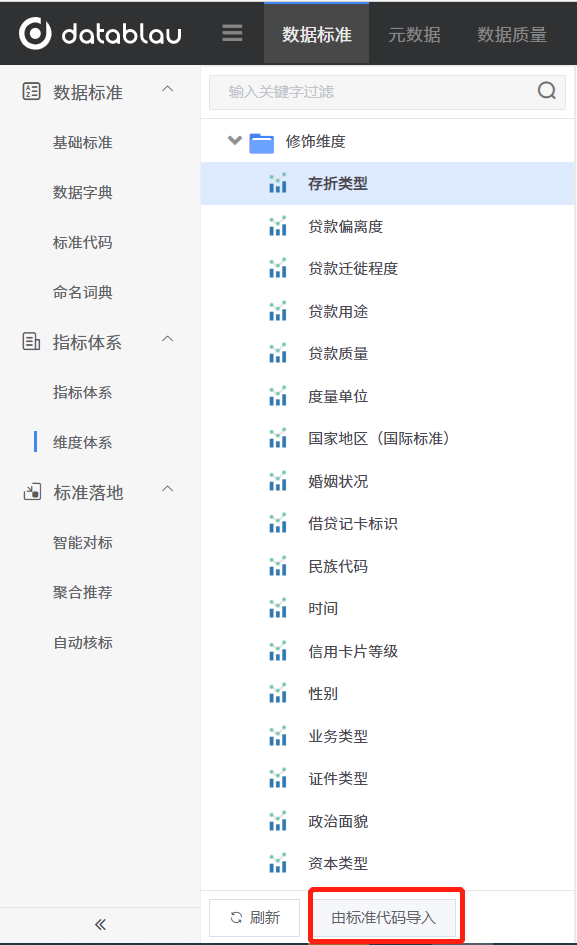 datablau
数据标准 元数据 数据质量
数据标准
基础标准
数据字典
标准代码
命名词典
指标体系
指标体系
维度体系
标准落地
智能对标
聚合推荐
自动核标
输入关键字过滤
修饰维度
存折类型
贷款偏离度
贷款迁徙程度
贷款用途
贷款质量
度量单位
国家地区（国际标准）
婚姻状况
借贷记卡标识
民族代码
时间
信用卡片等级
性别
业务类型
证件类型
政治面貌
资本类型
刷新 由标准代码导入